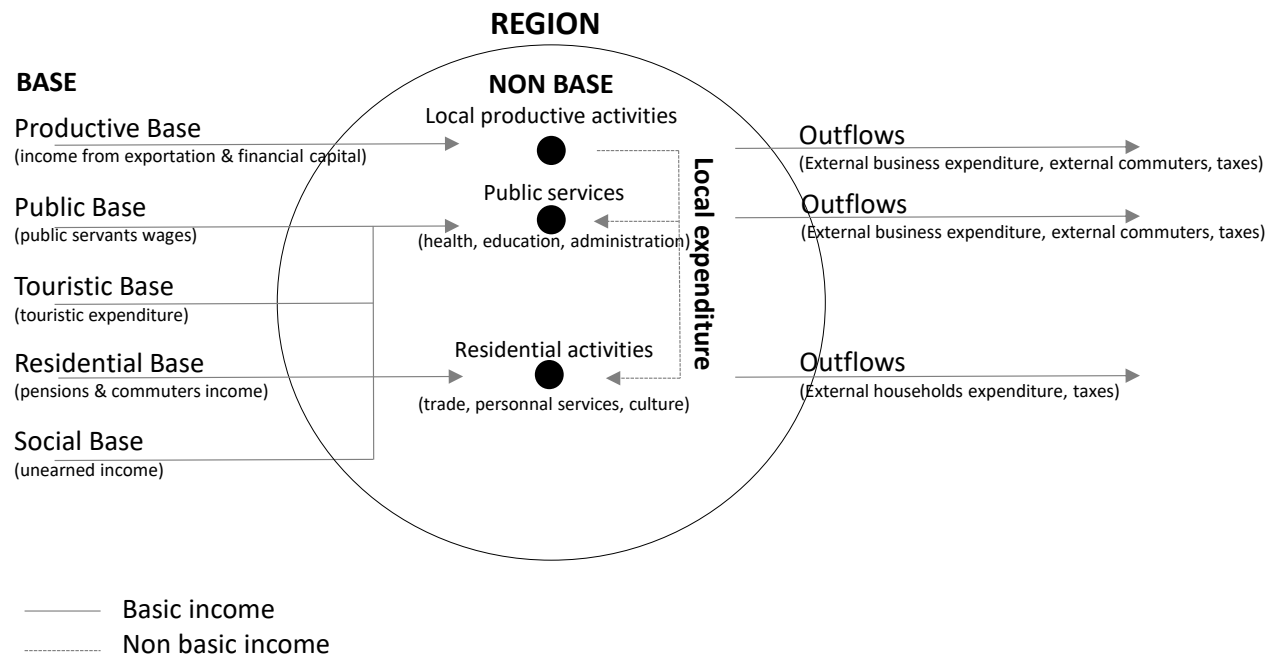 REGION
BASE
NON BASE
Local productive activities
Productive Base
(income from exportation & financial capital)
Outflows
(External business expenditure, external commuters, taxes)
Public services
Public Base
(public servants wages)
(health, education, administration)
Outflows
(External business expenditure, external commuters, taxes)
Local expenditure
Touristic Base
(touristic expenditure)
Residential activities
Residential Base
(pensions & commuters income)
(trade, personnal services, culture)
Outflows
(External households expenditure, taxes)
Social Base
(unearned income)
Basic income
Non basic income